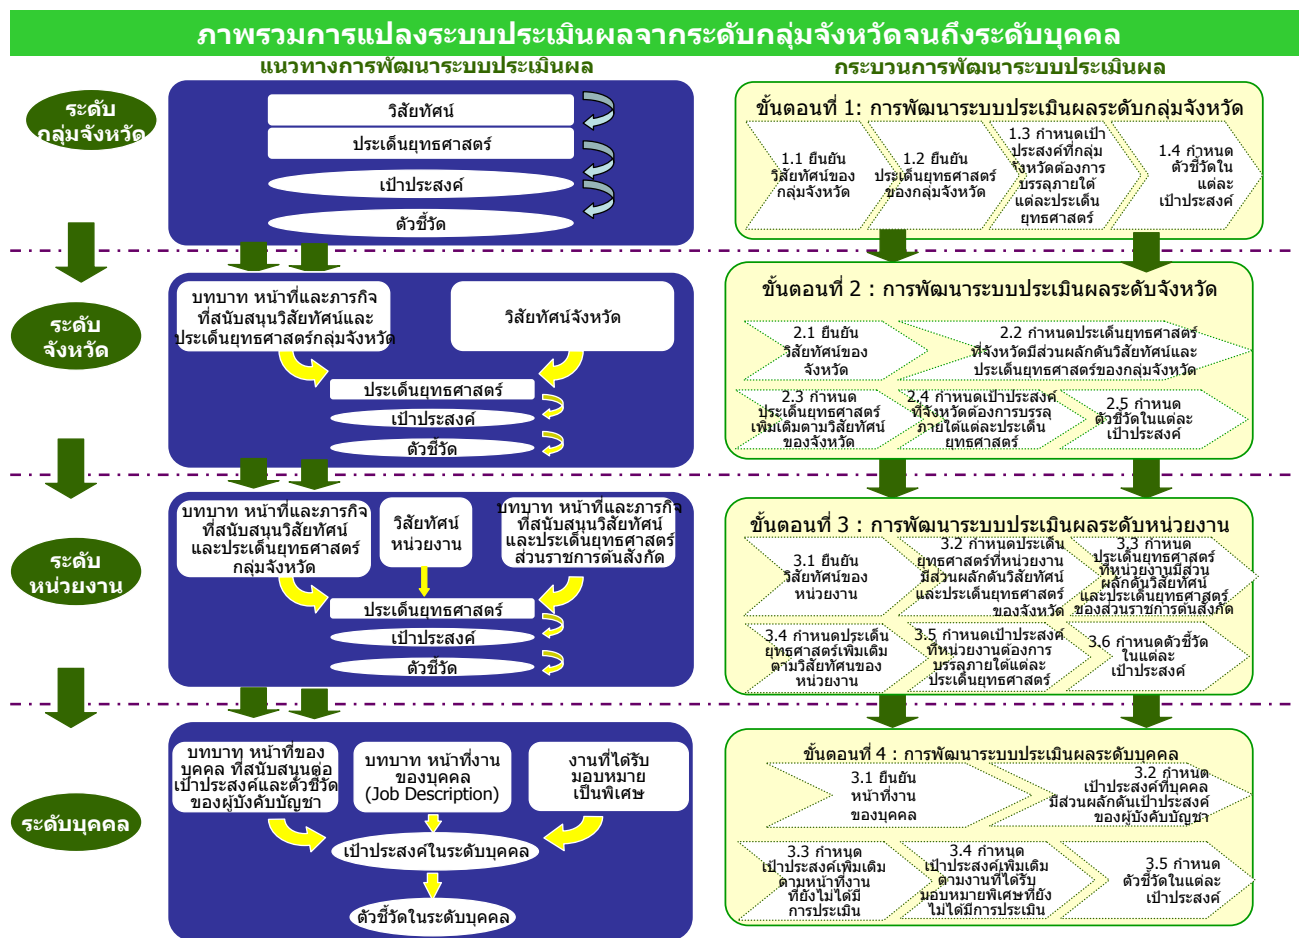 ภาพรวมการแปลงระบบประเมินผลจากระดับกลุ่มจังหวัดจนถึงระดับบุคคล
แนวทางการพัฒนาระบบประเมินผล
กระบวนการพัฒนาระบบประเมินผล
ระดับ
กลุ่มจังหวัด
วิสัยทัศน์
ประเด็นยุทธศาสตร์
เป้าประสงค์
ตัวชี้วัด
ขั้นตอนที่ 1: การพัฒนาระบบประเมินผลระดับกลุ่มจังหวัด
1.1 ยืนยัน
วิสัยทัศน์ของ
กลุ่มจังหวัด
1.2 ยืนยัน
ประเด็นยุทธศาสตร์
ของกลุ่มจังหวัด
1.3 กำหนดเป้า
ประสงค์ที่กลุ่ม
จังหวัดต้องการ
บรรลุภายใต้
แต่ละประเด็น
ยุทธศาสตร์
1.4 กำหนด
ตัวชี้วัดใน
แต่ละ
เป้าประสงค์
ระดับ
จังหวัด
บทบาท หน้าที่และภารกิจ
ที่สนับสนุนวิสัยทัศน์และ
ประเด็นยุทธศาสตร์กลุ่มจังหวัด
วิสัยทัศน์จังหวัด
ประเด็นยุทธศาสตร์
เป้าประสงค์
ตัวชี้วัด
ขั้นตอนที่ 2 : การพัฒนาระบบประเมินผลระดับจังหวัด
2.1 ยืนยัน
วิสัยทัศน์ของ
จังหวัด
2.2 กำหนดประเด็นยุทธศาสตร์
ที่จังหวัดมีส่วนผลักดันวิสัยทัศน์และ
ประเด็นยุทธศาสตร์ของกลุ่มจังหวัด
2.3 กำหนด
ประเด็นยุทธศาสตร์
เพิ่มเติมตามวิสัยทัศน์
ของจังหวัด
2.4 กำหนดเป้าประสงค์
ที่จังหวัดต้องการบรรลุ
ภายใต้แต่ละประเด็น
ยุทธศาสตร์
2.5 กำหนด
ตัวชี้วัดในแต่ละ
เป้าประสงค์
ระดับ
หน่วยงาน
บทบาท หน้าที่และภารกิจ
ที่สนับสนุนวิสัยทัศน์
และประเด็นยุทธศาสตร์
กลุ่มจังหวัด
วิสัยทัศน์
หน่วยงาน
บทบาท หน้าที่และภารกิจ
ที่สนับสนุนวิสัยทัศน์
และประเด็นยุทธศาสตร์
ส่วนราชการต้นสังกัด
ประเด็นยุทธศาสตร์
เป้าประสงค์
ตัวชี้วัด
ขั้นตอนที่ 3 : การพัฒนาระบบประเมินผลระดับหน่วยงาน
3.1 ยืนยัน
วิสัยทัศน์ของ
หน่วยงาน
3.2 กำหนดประเด็น
ยุทธศาสตร์ที่หน่วยงาน
มีส่วนผลักดันวิสัยทัศน์
และประเด็นยุทธศาสตร์
ของจังหวัด
3.3 กำหนด
ประเด็นยุทธศาสตร์
ที่หน่วยงานมีส่วน
ผลักดันวิสัยทัศน์
และประเด็นยุทธศาสตร์
ของส่วนราชการต้นสังกัด
3.4 กำหนดประเด็น
ยุทธศาสตร์เพิ่มเติม
ตามวิสัยทัศนของ
หน่วยงาน
3.5 กำหนดเป้าประสงค์
ที่หน่วยงานต้องการ
บรรลุภายใต้แต่ละ
ประเด็นยุทธศาสตร์
3.6 กำหนดตัวชี้วัด
ในแต่ละ
เป้าประสงค์
ระดับบุคคล
บทบาท หน้าที่ของ
บุคคล ที่สนับสนุนต่อ
เป้าประสงค์และตัวชี้วัด
ของผู้บังคับบัญชา
บทบาท หน้าที่งาน
ของบุคคล
(Job Description)
งานที่ได้รับ
มอบหมาย
เป็นพิเศษ
เป้าประสงค์ในระดับบุคคล
ตัวชี้วัดในระดับบุคคล
ขั้นตอนที่ 4 : การพัฒนาระบบประเมินผลระดับบุคคล
3.1 ยืนยัน
หน้าที่งาน
ของบุคคล
3.2 กำหนด
เป้าประสงค์ที่บุคคล
มีส่วนผลักดันเป้าประสงค์
ของผู้บังคับบัญชา
3.3 กำหนด
เป้าประสงค์เพิ่มเติม
ตามหน้าที่งาน
ที่ยังไม่ได้มี
การประเมิน
3.4 กำหนด
เป้าประสงค์เพิ่มเติม
ตามงานที่ได้รับ
มอบหมายพิเศษที่ยัง
ไม่ได้มีการประเมิน
3.5 กำหนด
ตัวชี้วัดในแต่ละ
เป้าประสงค์